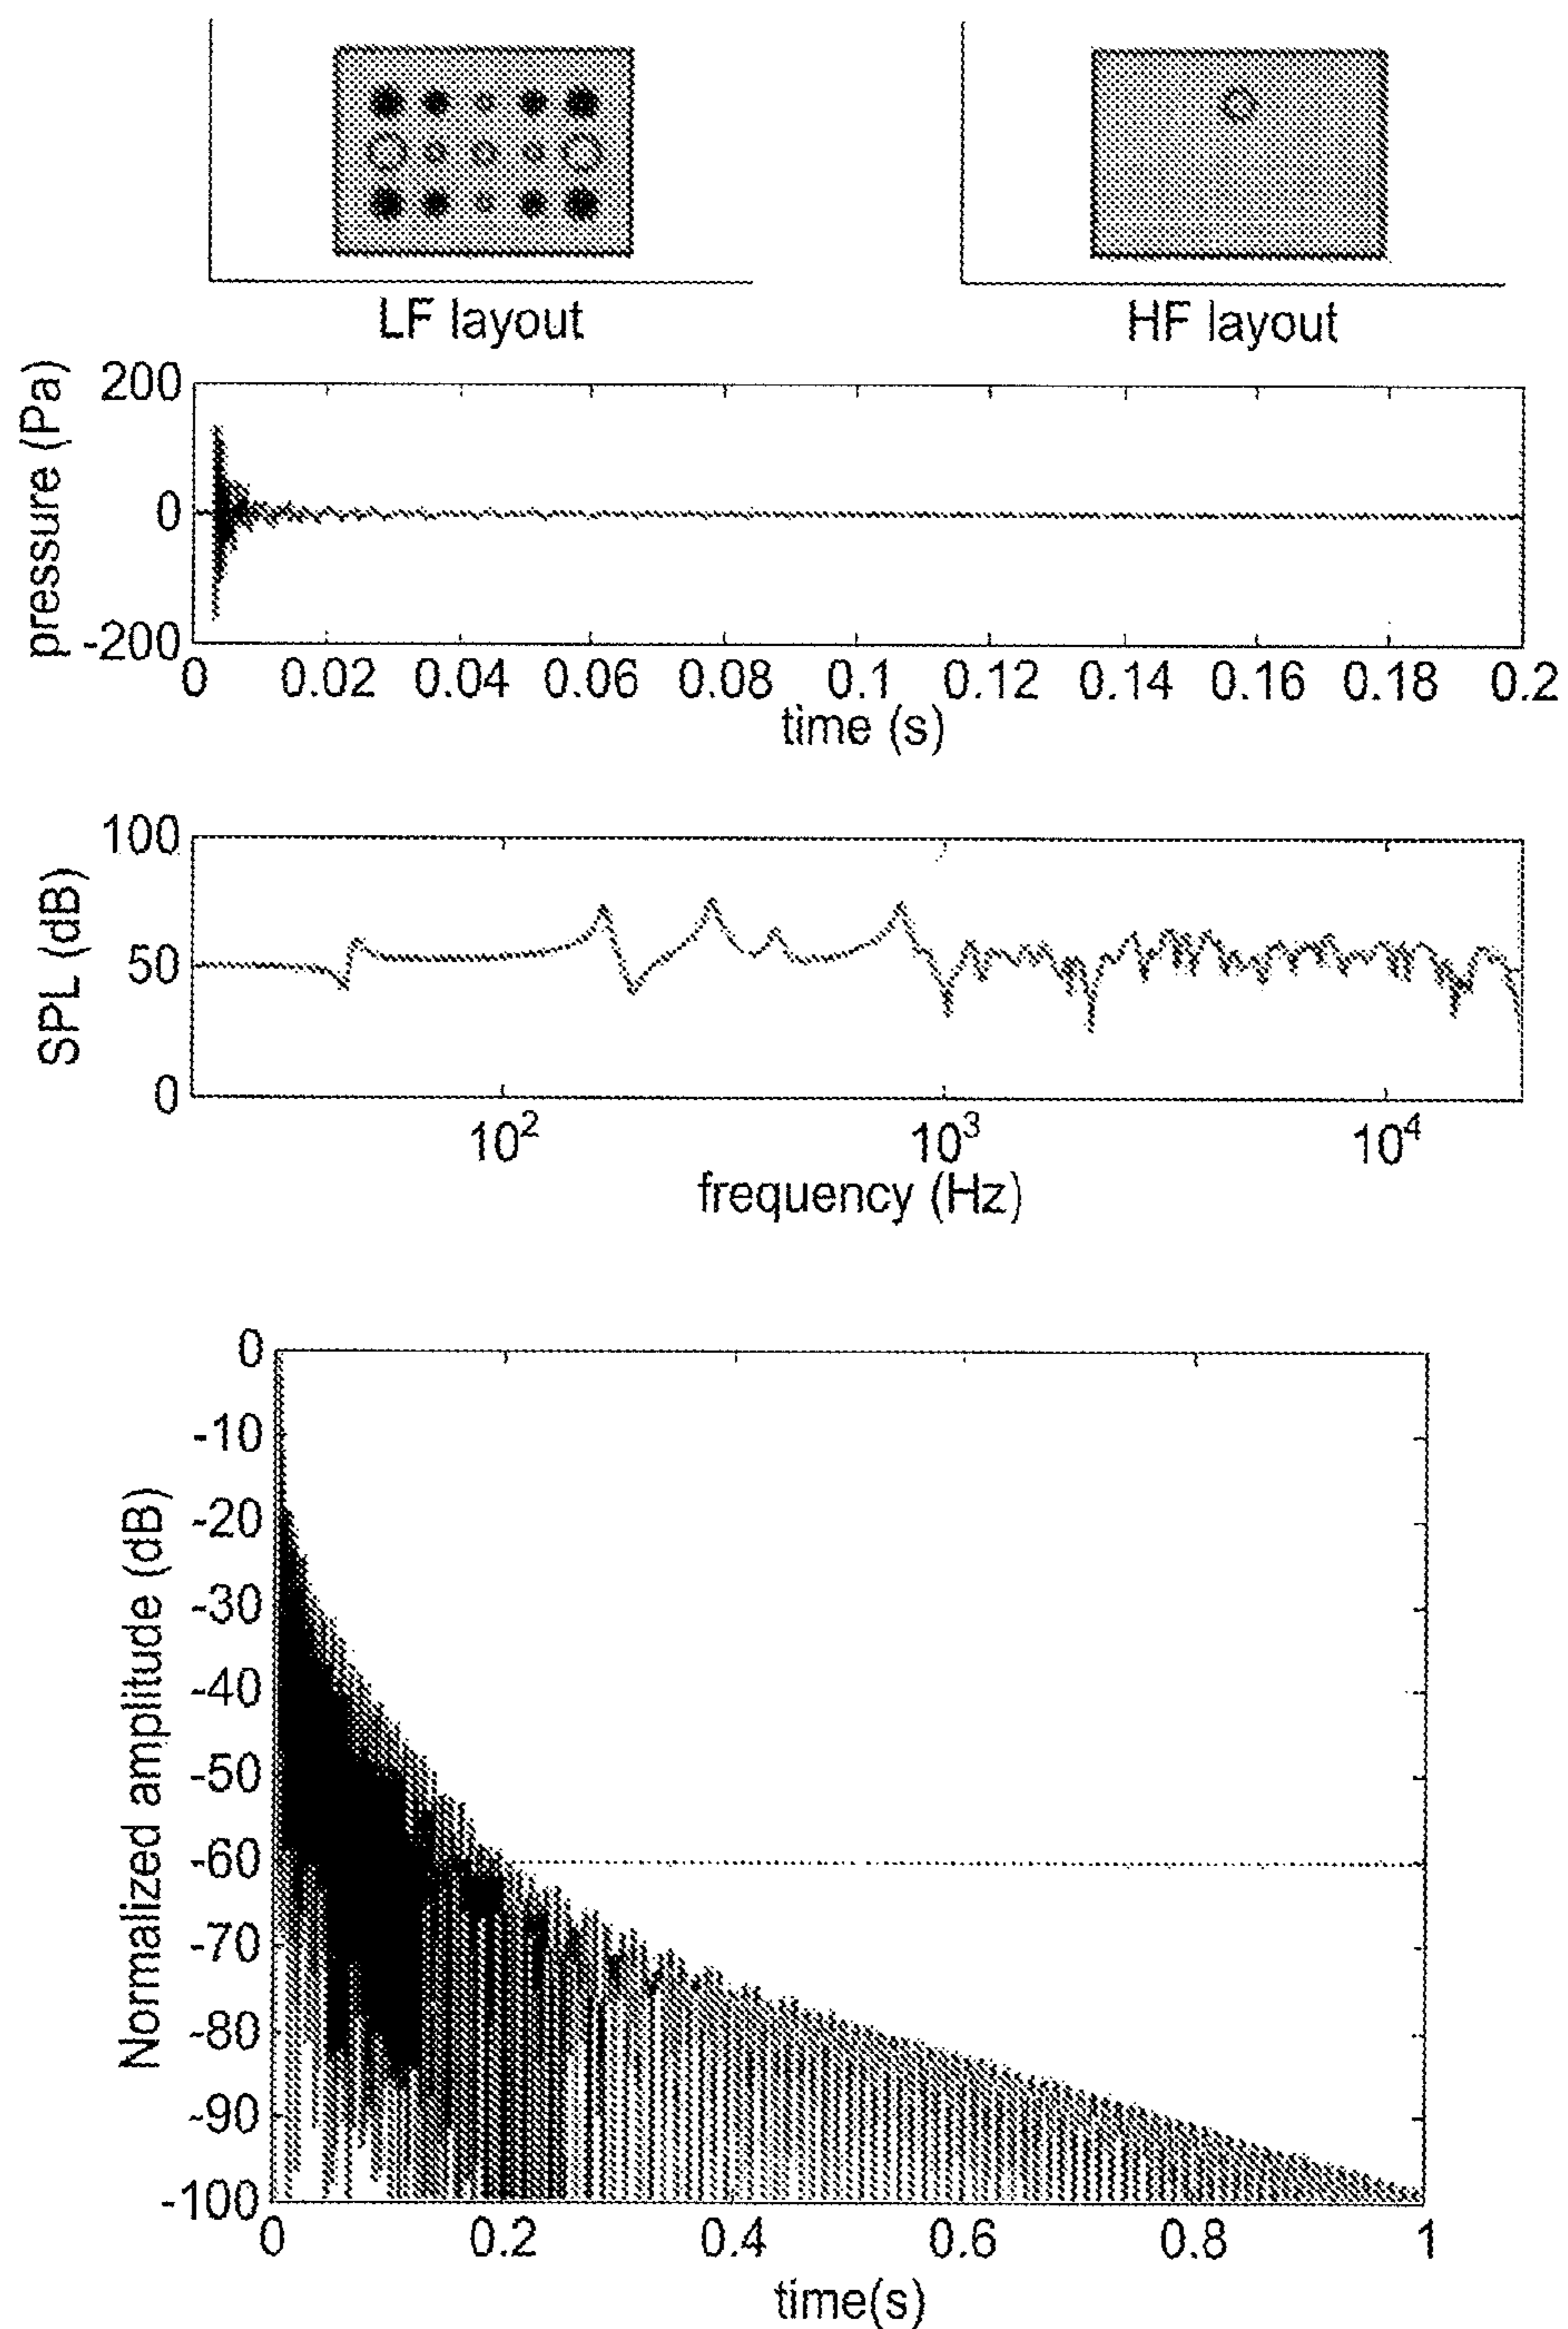 LF layout
HF layout
pressure (Pa)
200
0
-200
0 0.02 0.04 0.06 0.08 0.1 0.12 0.14 0.16 0.18 0.2
time (s)
SPL (dB)
100
50
0
10² 10³ 10⁴
frequency (Hz)
Normalized amplitude (dB)
0
-10
-20
-30
-40
-50
-60
-70
-80
-90
-100
0 0.2 0.4 0.6 0.8 1
time(s)